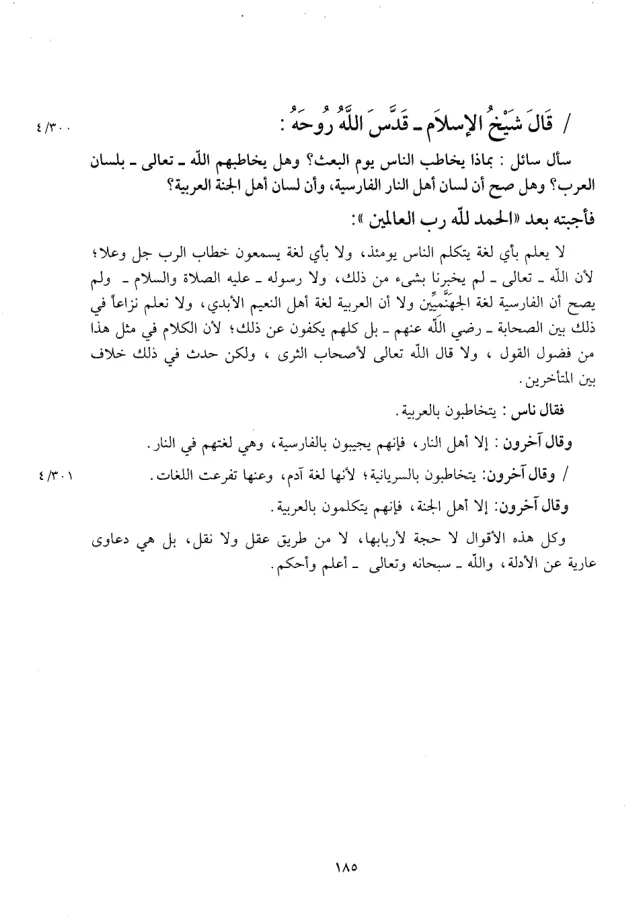 / قَالَ شَيْخُ الإسلاَم ـ قَدَّسَ اللَّهُ رُوحَهُ : ٤/٣٠٠
سأل سائل : بماذا يخاطب الناس يوم البعث؟ وهل يخاطبهم الله ـ تعالى ـ بلسان
العرب؟ وهل صح أن لسان أهل النار الفارسية، وأن لسان أهل الجنة العربية؟
فأجبته بعد «الحمد لله رب العالمين »:
لا يعلم بأي لغة يتكلم الناس يومئذ، ولا بأي لغة يسمعون خطاب الرب جل وعلا؛
لأن الله ـ تعالى ـ لم يخبرنا بشىء من ذلك، ولا رسوله ـ عليه الصلاة والسلام ـ ولم
يصح أن الفارسية لغة الجهنَّميِّين ولا أن العربية لغة أهل النعيم الأبدي، ولا نعلم نزاعاً في
ذلك بين الصحابة ـ رضي الله عنهم ـ بل كلهم يكفون عن ذلك؛ لأن الكلام في مثل هذا
من فضول القول ، ولا قال الله تعالى لأصحاب الثرى ، ولكن حدث في ذلك خلاف
بين المتأخرين.
فقال ناس : يتخاطبون بالعربية.
وقال آخرون : إلا أهل النار، فإنهم يجيبون بالفارسية، وهي لغتهم في النار.
/ وقال آخرون: يتخاطبون بالسريانية؛ لأنها لغة آدم، وعنها تفرعت اللغات. ٤/٣٠١
وقال آخرون: إلا أهل الجنة، فإنهم يتكلمون بالعربية.
وكل هذه الأقوال لا حجة لأربابها، لا من طريق عقل ولا نقل، بل هي دعاوى
عارية عن الأدلة، والله ـ سبحانه وتعالى ـ أعلم وأحكم.
١٨٥